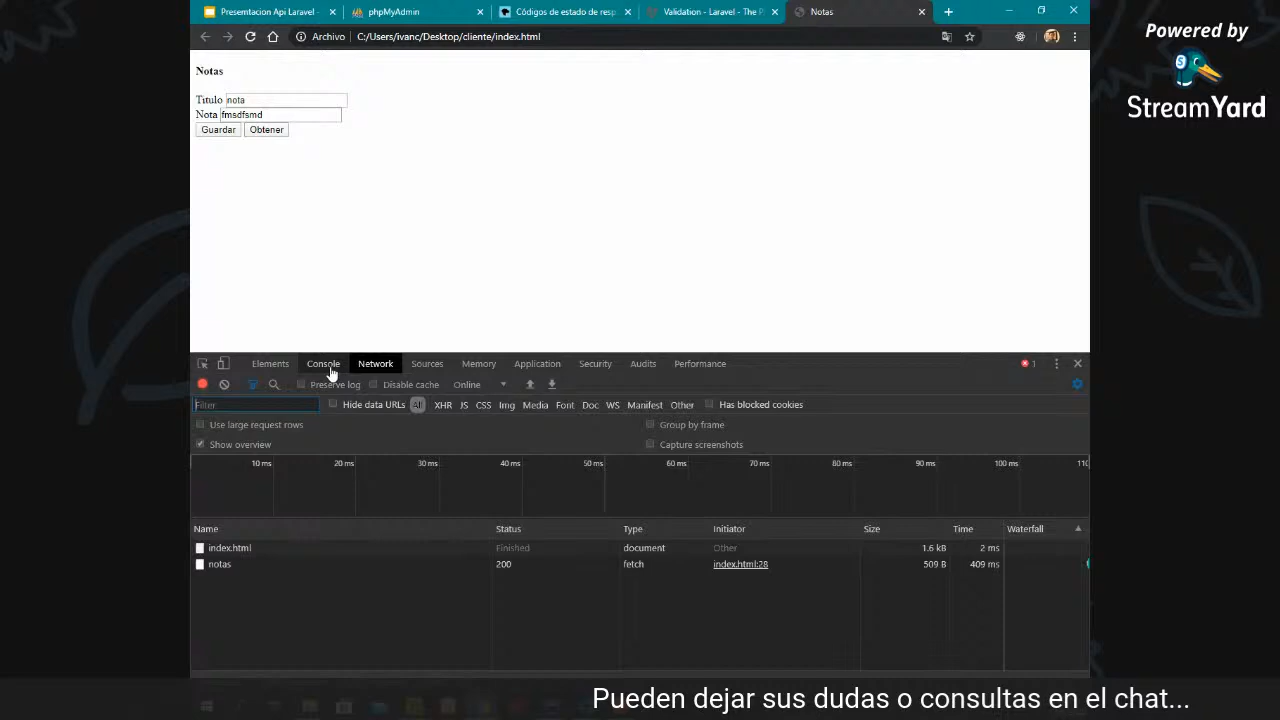 Presentacion Api Laravel -
phpMyAdmin
Códigos de estado de resp
Validation - Laravel - The P
Notas
Archivo
C:/Users/ivanc/Desktop/cliente/index.html
Powered by
StreamYard
Notas
Titulo nota
Nota fmsdfsmd
Guardar Obtener
Elements Console Network Sources Memory Application Security Audits Performance 1
Preserve log Disable cache Online
Filter Hide data URLs All XHR JS CSS Img Media Font Doc WS Manifest Other Has blocked cookies
Use large request rows Group by frame
Show overview Capture screenshots
10 ms 20 ms 30 ms 40 ms 50 ms 60 ms 70 ms 80 ms 90 ms 100 ms 110
Name Status Type Initiator Size Time Waterfall
index.html Finished document Other 1.6 kB 2 ms
notas 200 fetch index.html:28 509 B 409 ms
Pueden dejar sus dudas o consultas en el chat...